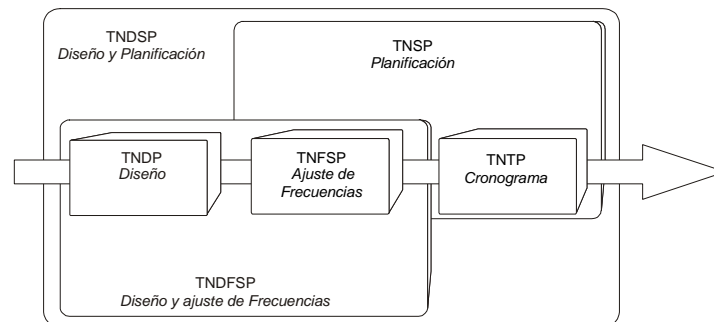 TNDSP
Diseño y Planificación
TNSP
Planificación
TNDP
Diseño
TNFSP
Ajuste de
Frecuencias
TNTP
Cronograma
TNDFSP
Diseño y ajuste de Frecuencias